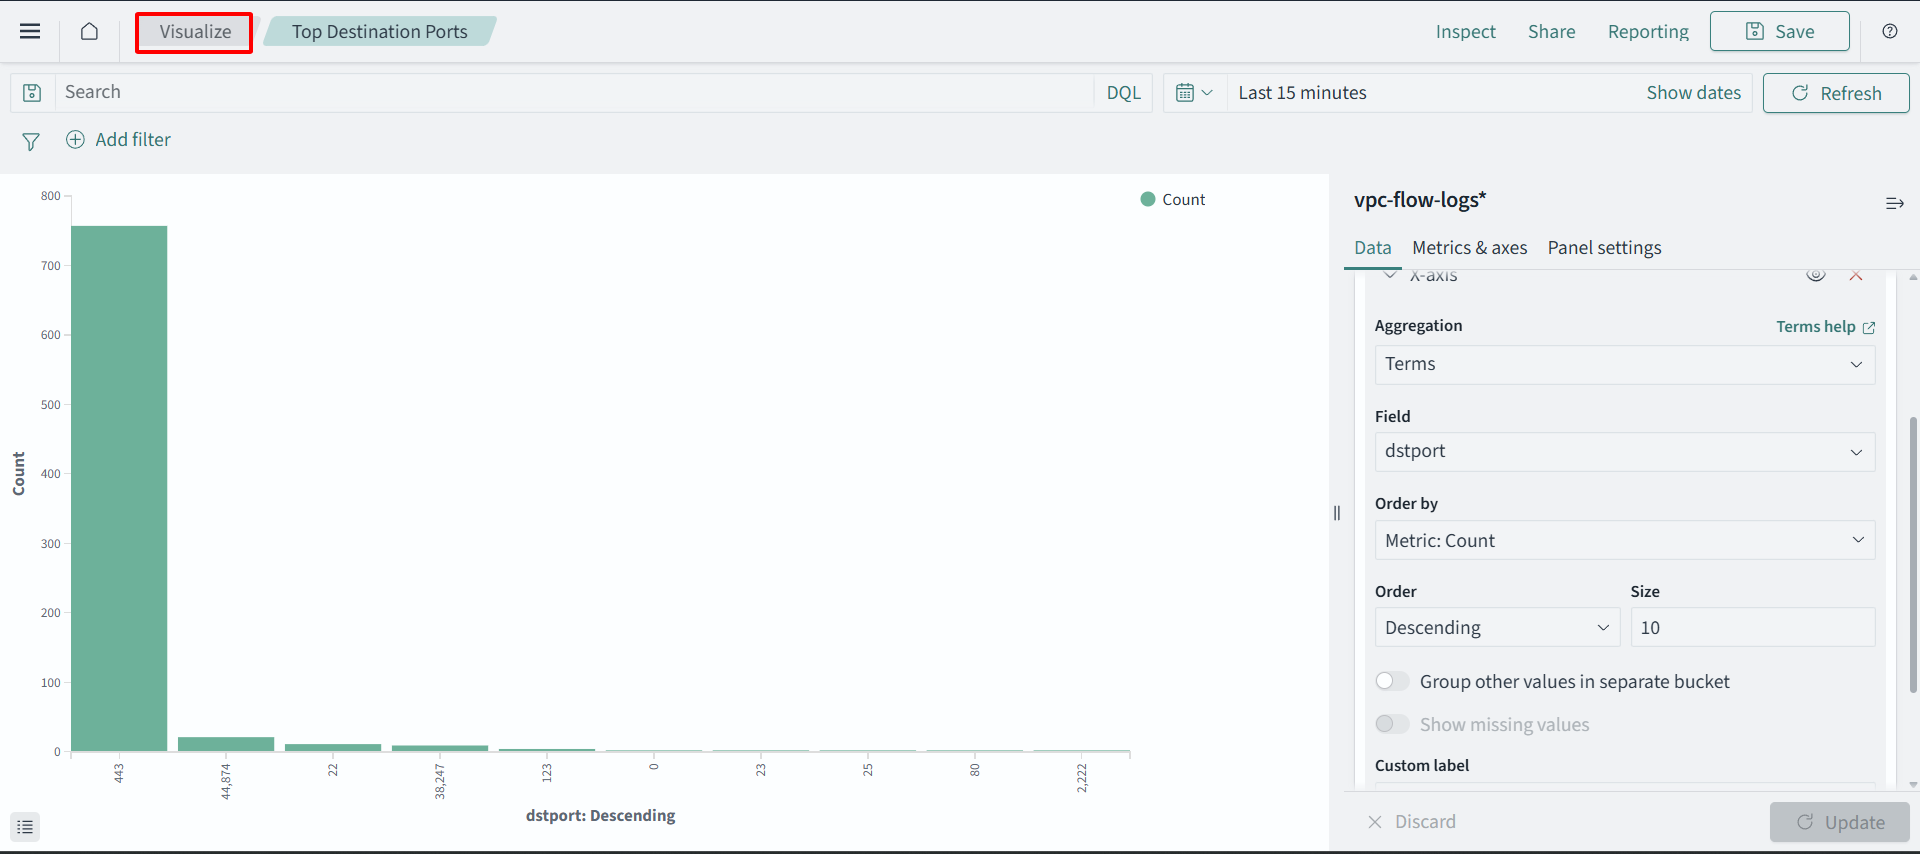 Visualize
Top Destination Ports
Inspect
Share
Reporting
Save
Search
DQL
Last 15 minutes
Show dates
Refresh
Add filter
800
700
600
500
400
300
200
100
0
Count
443
44,874
22
38,247
123
0
23
25
80
2,222
dstport: Descending
Count
vpc-flow-logs*
Data
Metrics & axes
Panel settings
X-axis
Aggregation
Terms help
Terms
Field
dstport
Order by
Metric: Count
Order
Size
Descending
10
Group other values in separate bucket
Show missing values
Custom label
Discard
Update